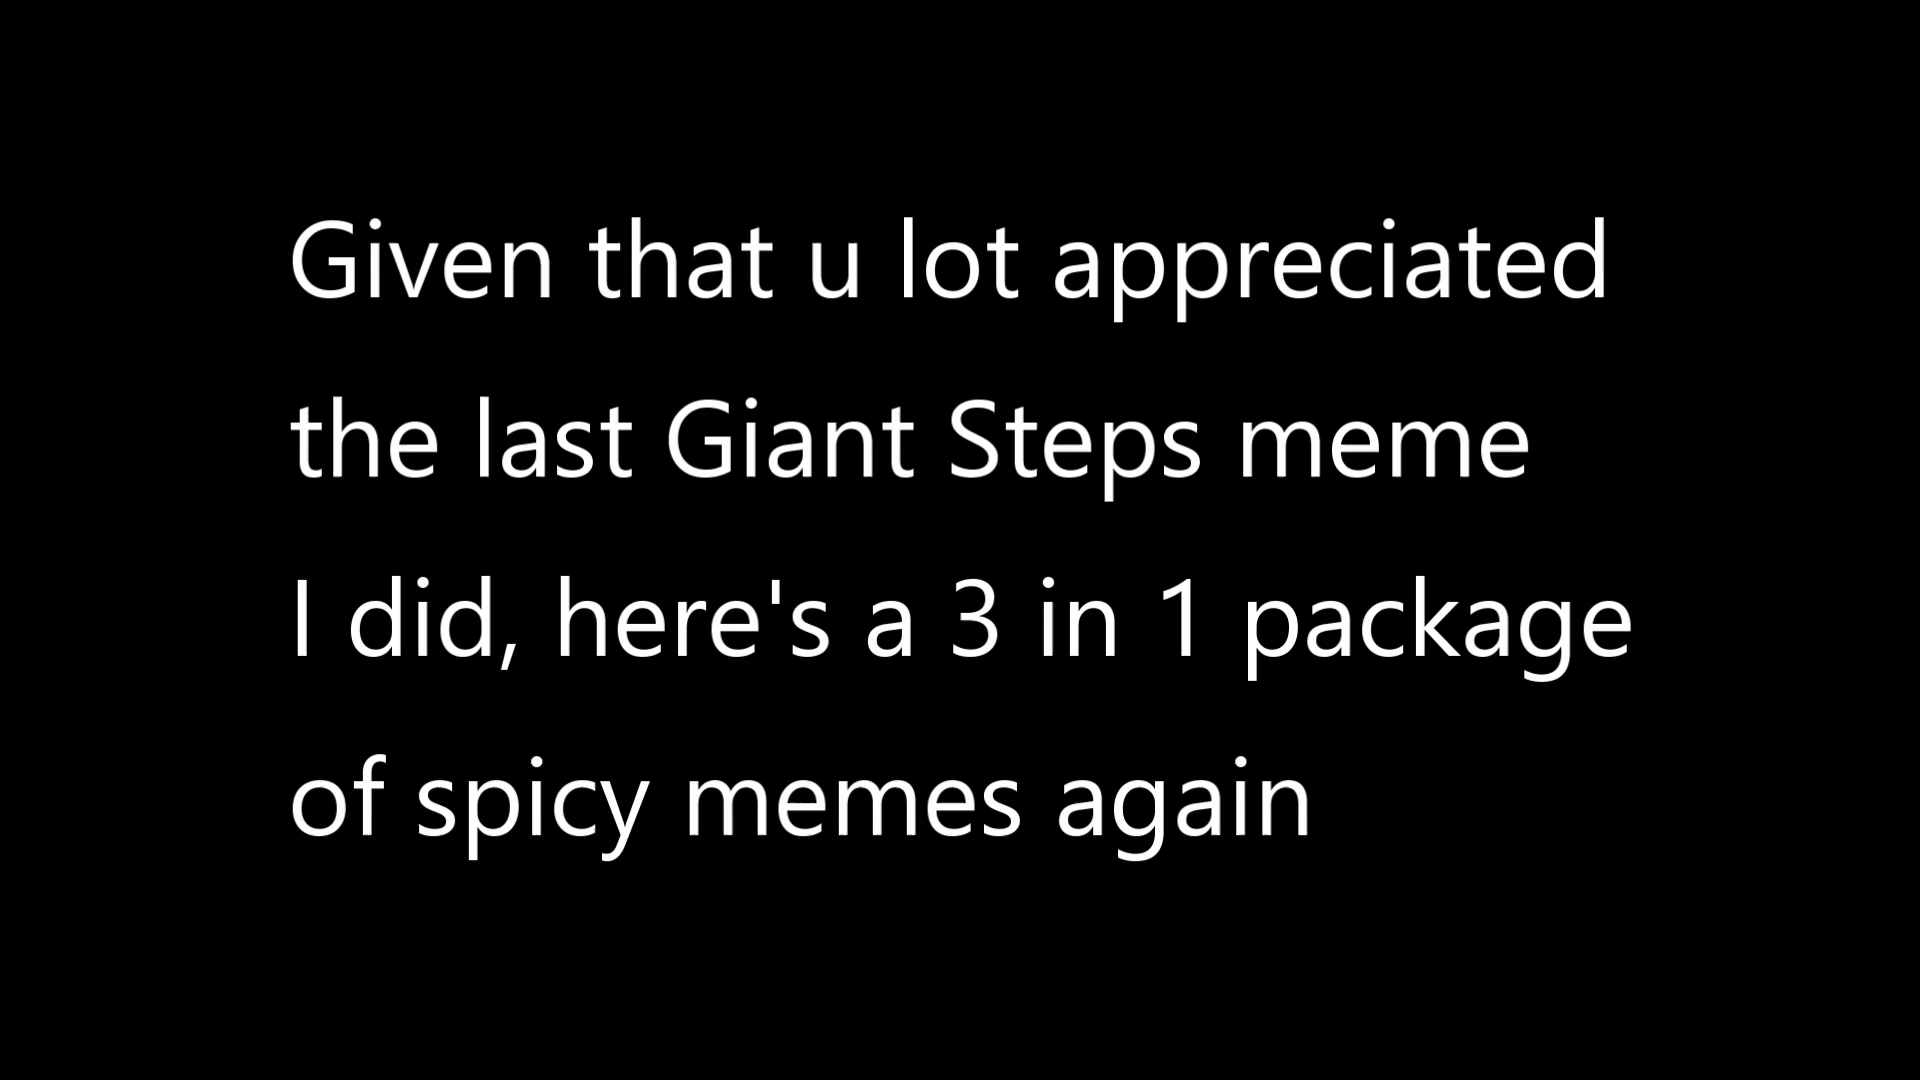 Given that u lot appreciated
the last Giant Steps meme
I did, here's a 3 in 1 package
of spicy memes again